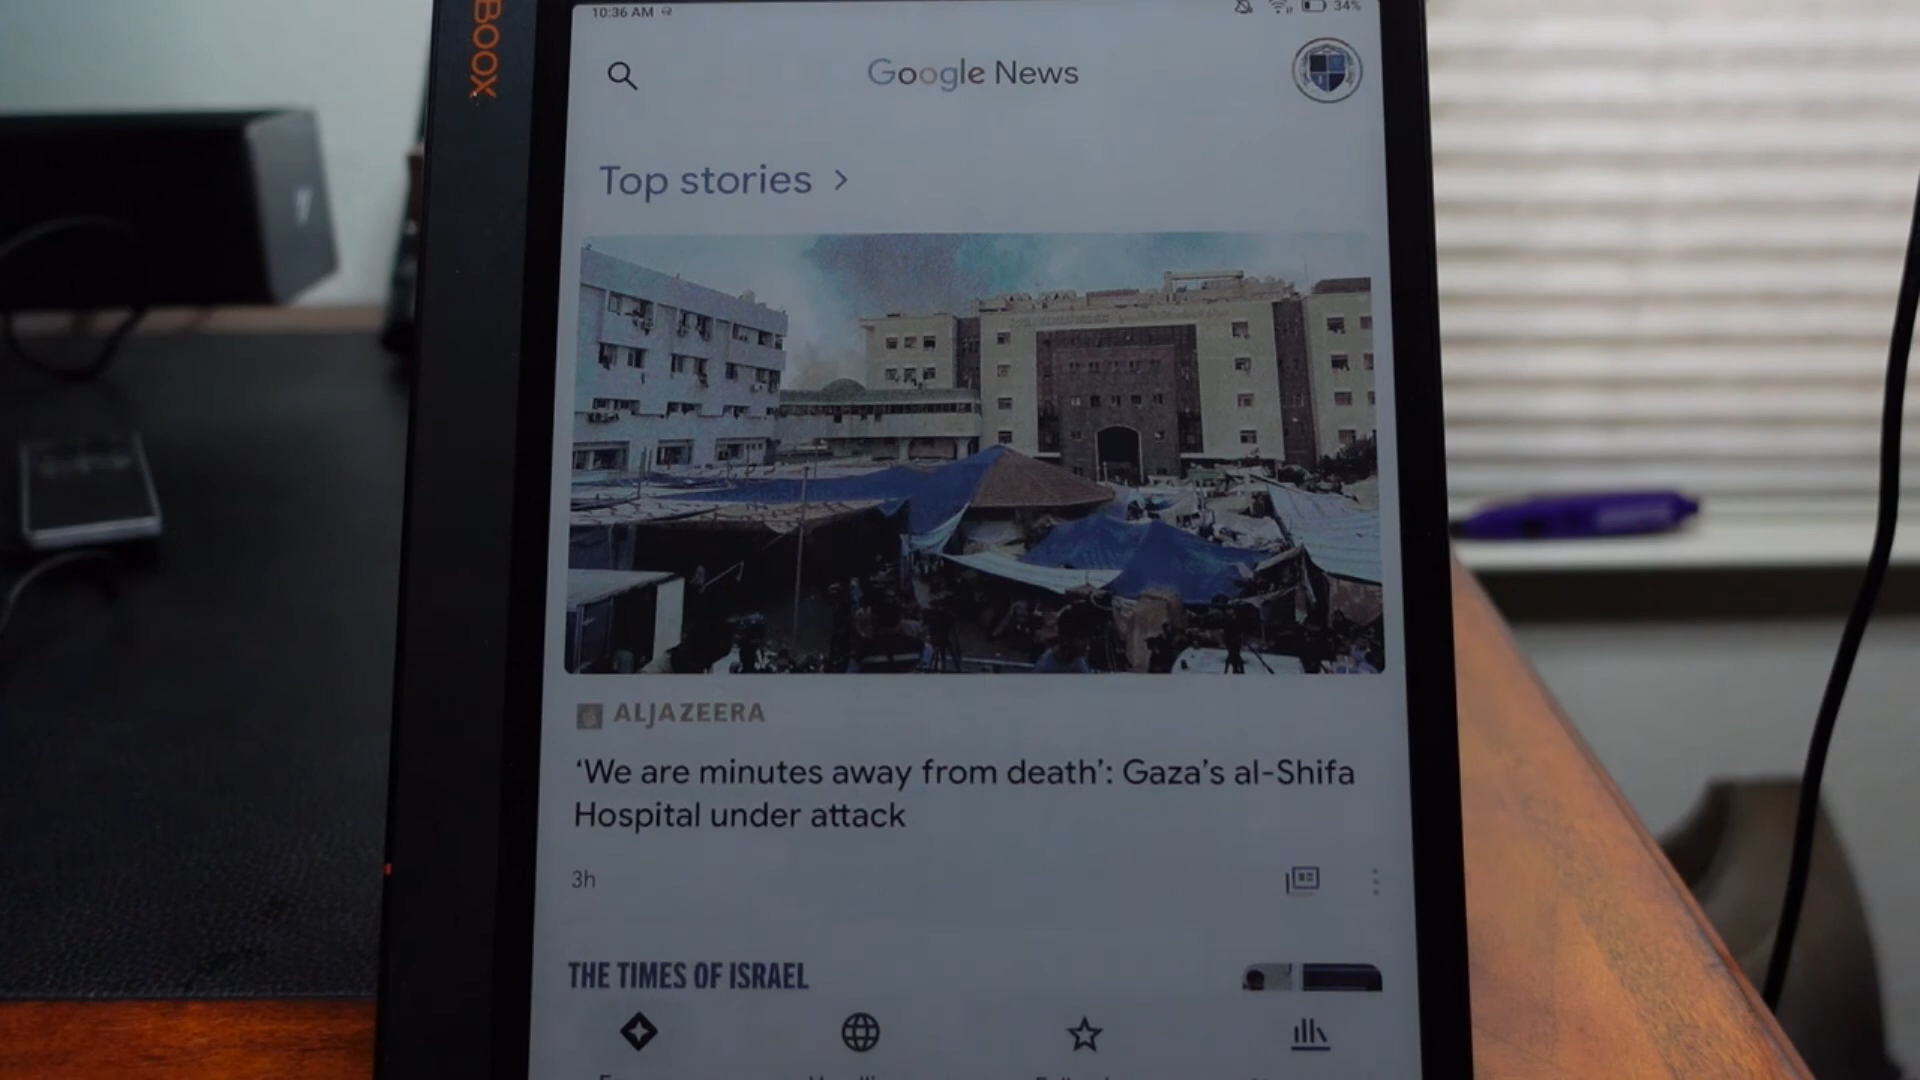 BOOX
10:36 AM
34%
Google News
Top stories >
ALJAZEERA
‘We are minutes away from death’: Gaza’s al-Shifa
Hospital under attack
3h
THE TIMES OF ISRAEL